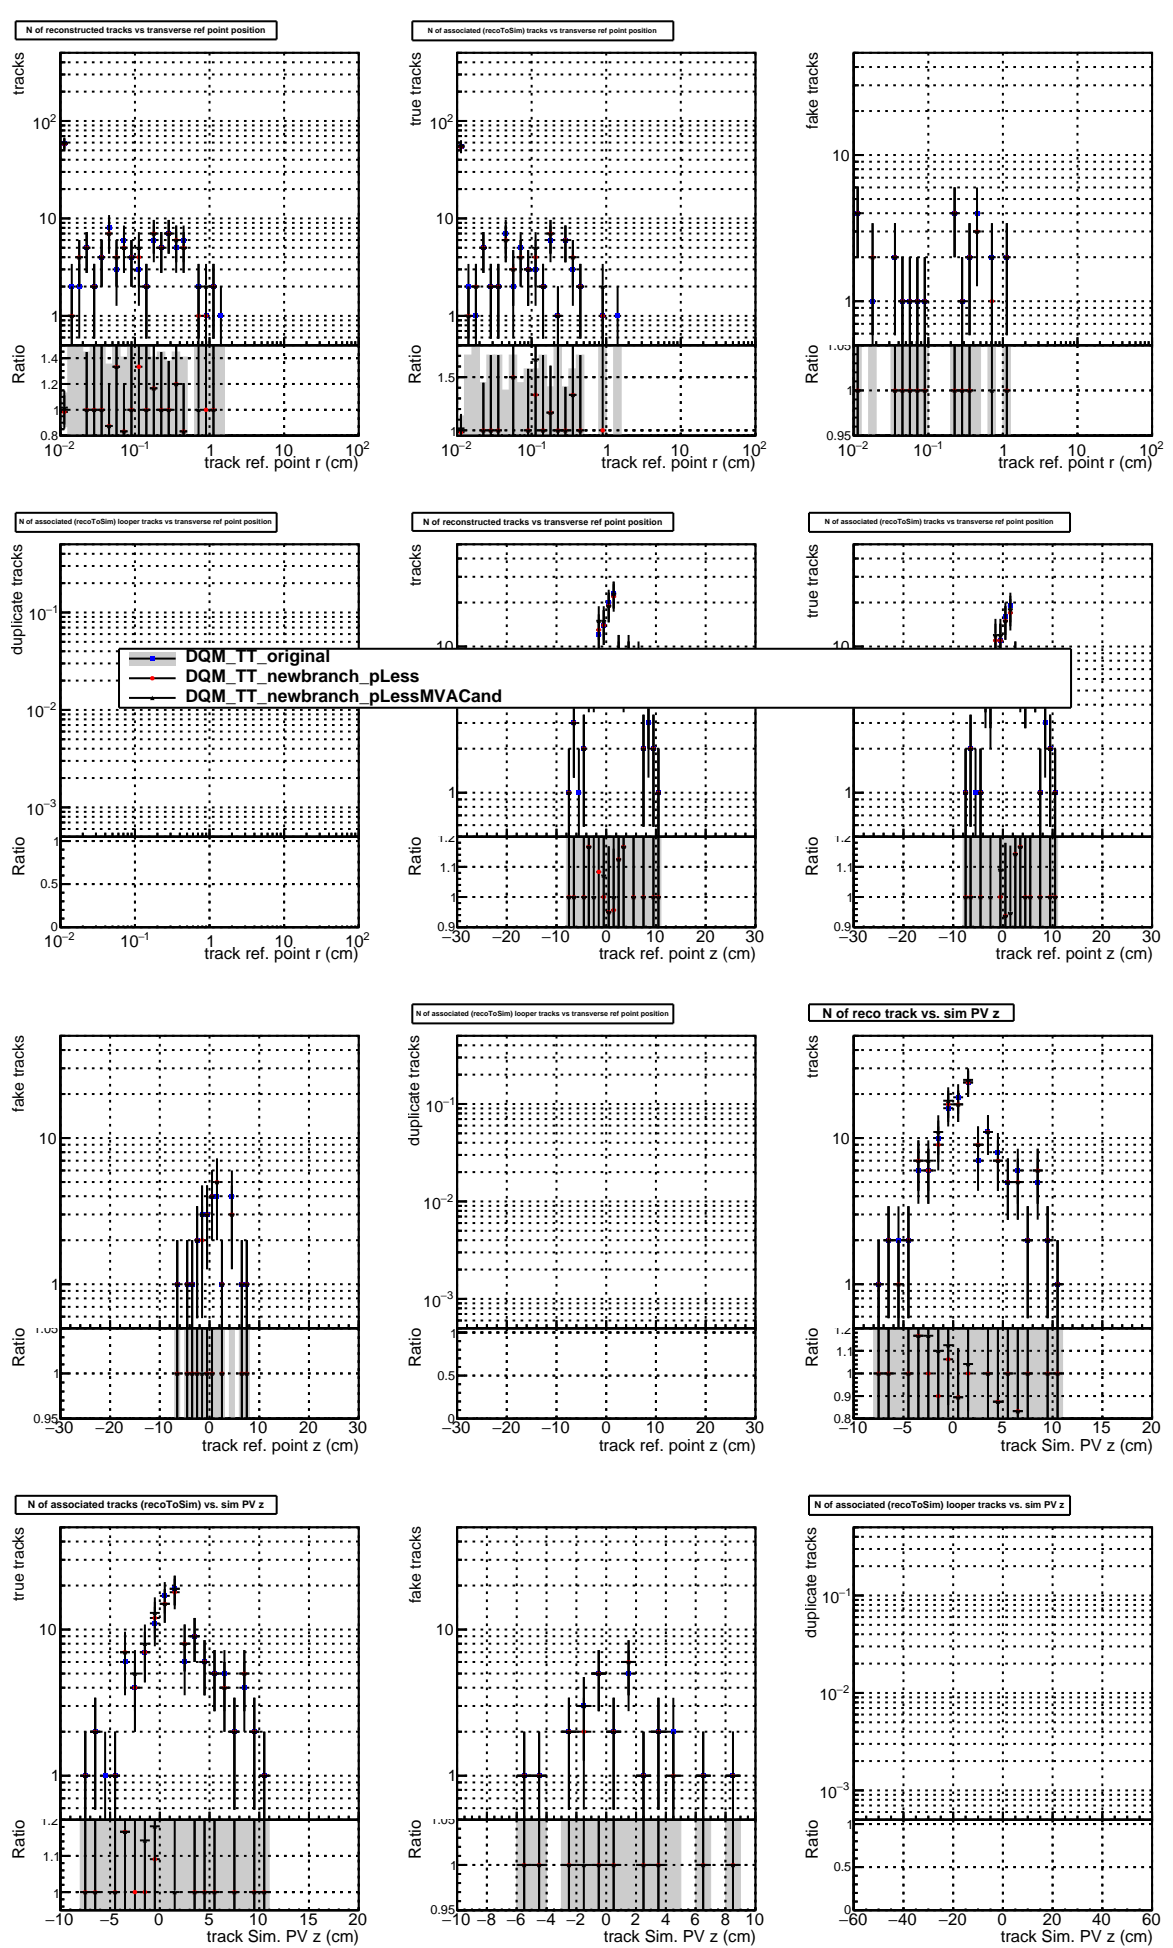 N of reconstructed tracks vs transverse ref point position
tracks
10²
10
1
Ratio
1.4
1.2
1
0.8
10⁻² 10⁻¹ 1 10 10²
track ref. point r (cm)
N of associated (recoToSim) tracks vs transverse ref point position
true tracks
10²
10
1
Ratio
1.5
1
10⁻² 10⁻¹ 1 10 10²
track ref. point r (cm)
fake tracks
10
1
Ratio
1.05
1
0.95
10⁻² 10⁻¹ 1 10 10²
track ref. point r (cm)
N of associated (recoToSim) looper tracks vs transverse ref point position
duplicate tracks
10⁻¹
10⁻²
10⁻³
Ratio
1
0.5
0
10⁻² 10⁻¹ 1 10 10²
track ref. point r (cm)
N of reconstructed tracks vs transverse ref point position
tracks
10
1
Ratio
1.2
1.1
1
0.9
−30 −20 −10 0 10 20 30
track ref. point z (cm)
N of associated (recoToSim) tracks vs transverse ref point position
true tracks
10
1
Ratio
1.2
1.1
1
0.9
−30 −20 −10 0 10 20 30
track ref. point z (cm)
DQM_TT_original
DQM_TT_newbranch_pLess
DQM_TT_newbranch_pLessMVACand
fake tracks
10
1
Ratio
1.05
1
0.95
−30 −20 −10 0 10 20 30
track ref. point z (cm)
N of associated (recoToSim) looper tracks vs transverse ref point position
duplicate tracks
10⁻¹
10⁻²
10⁻³
Ratio
1
0.5
0
−30 −20 −10 0 10 20 30
track ref. point z (cm)
N of reco track vs. sim PV z
tracks
10
1
Ratio
1.2
1.1
1
0.9
0.8
−10 −5 0 5 10 15 20
track Sim. PV z (cm)
N of associated tracks (recoToSim) vs. sim PV z
true tracks
10
1
Ratio
1.2
1.1
1
−10 −5 0 5 10 15 20
track Sim. PV z (cm)
fake tracks
10
1
Ratio
1.05
1
0.95
−10 −8 −6 −4 −2 0 2 4 6 8 10
track Sim. PV z (cm)
N of associated (recoToSim) looper tracks vs. sim PV z
duplicate tracks
10⁻¹
10⁻²
10⁻³
Ratio
1
0.5
0
−60 −40 −20 0 20 40 60
track Sim. PV z (cm)